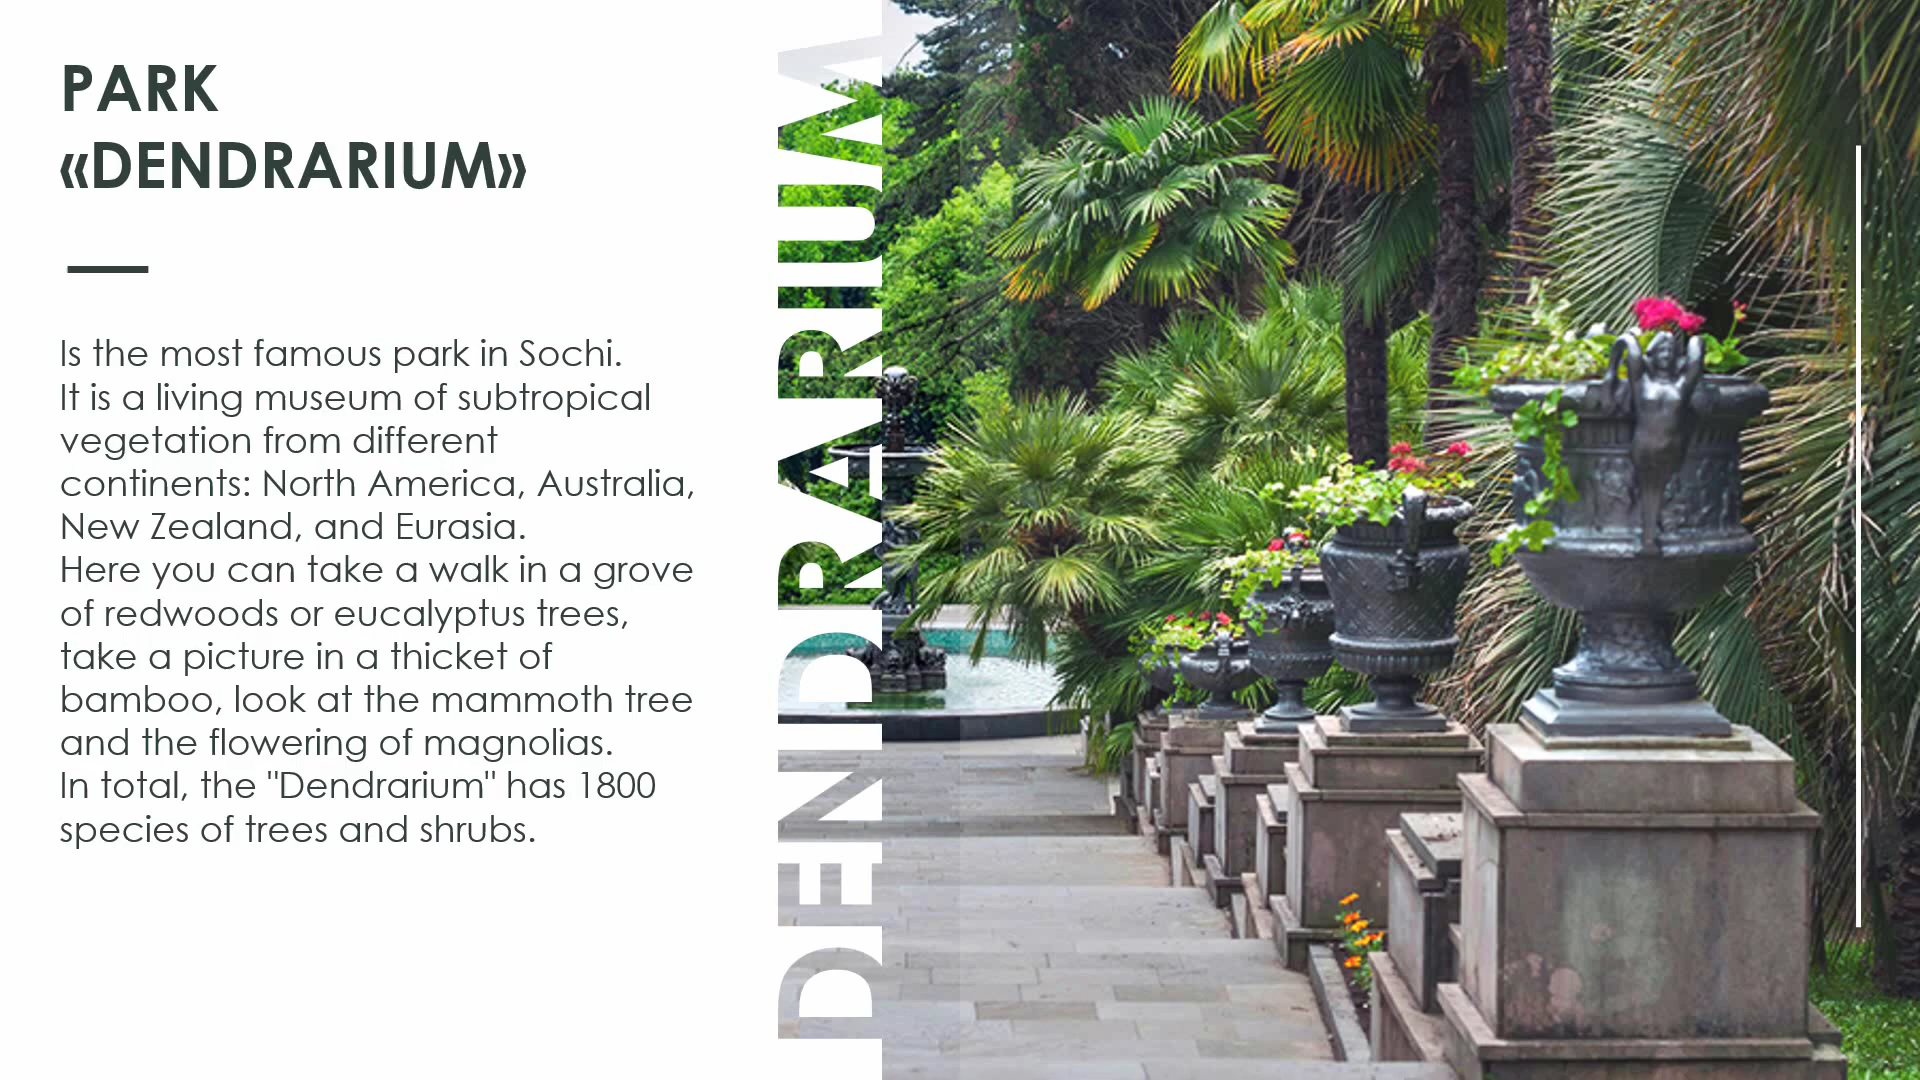 PARK
«DENDRARIUM»
Is the most famous park in Sochi.
It is a living museum of subtropical
vegetation from different
continents: North America, Australia,
New Zealand, and Eurasia.
Here you can take a walk in a grove
of redwoods or eucalyptus trees,
take a picture in a thicket of
bamboo, look at the mammoth tree
and the flowering of magnolias.
In total, the "Dendrarium" has 1800
species of trees and shrubs.
DENDRARIUM